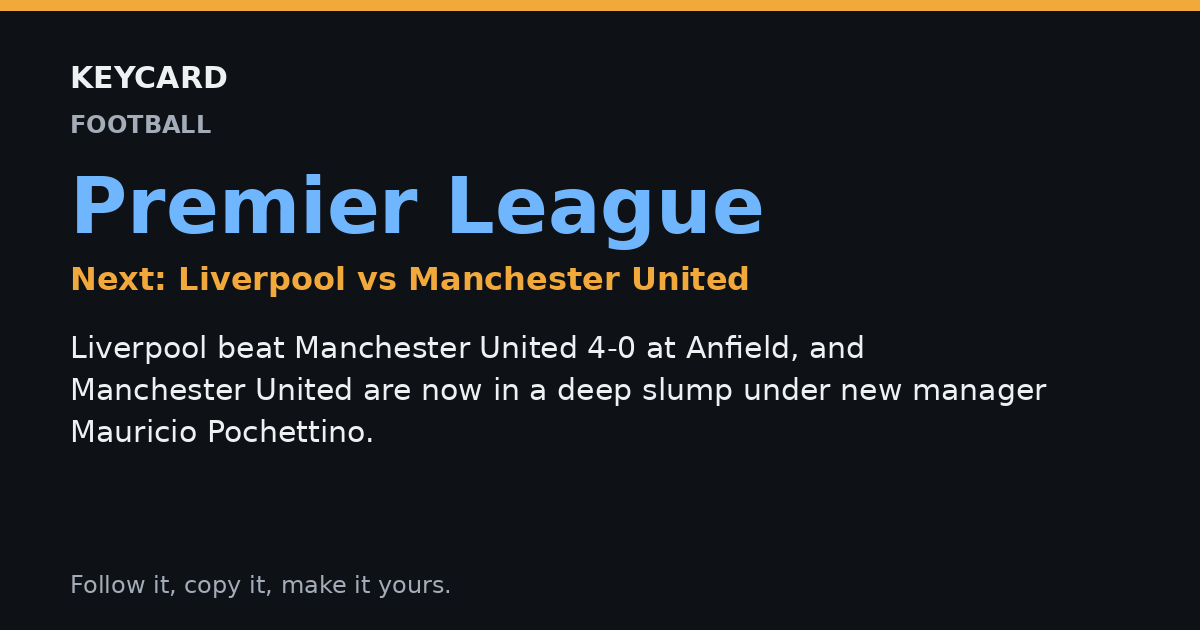 KEYCARD
FOOTBALL
Premier League
Next: Liverpool vs Manchester United
Liverpool beat Manchester United 4-0 at Anfield, and
Manchester United are now in a deep slump under new manager
Mauricio Pochettino.
Follow it, copy it, make it yours.